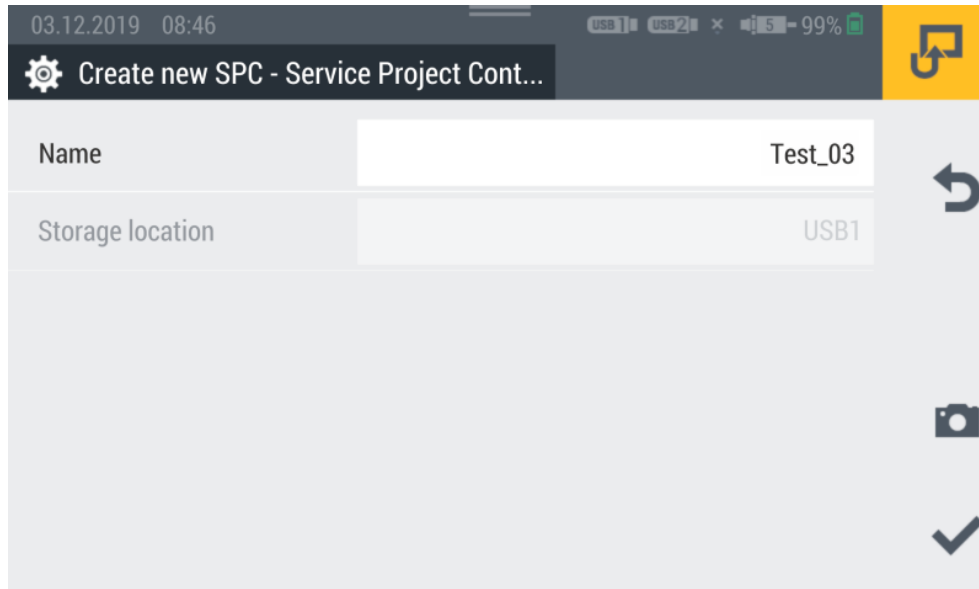 03.12.2019 08:46 USB1 USB2 5 99%
Create new SPC - Service Project Cont...
Name Test_03
Storage location USB1